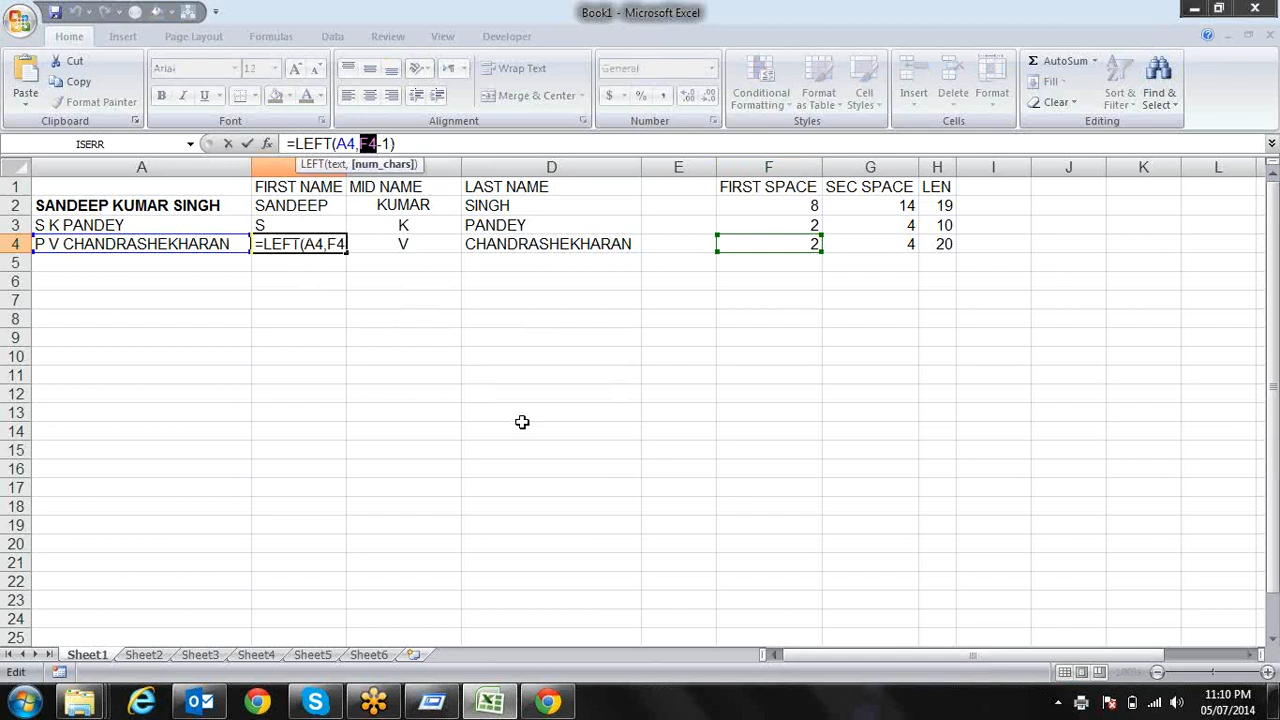 Book1 - Microsoft Excel
Home Insert Page Layout Formulas Data Review View Developer
Cut
Copy
Format Painter
Paste
Clipboard
Arial 12
Font
Wrap Text
Merge & Center
Alignment
General
Number
Conditional Formatting
Format as Table
Cell Styles
Styles
Insert Delete Format
Cells
AutoSum
Fill
Clear
Sort & Filter
Find & Select
Editing
ISERR =LEFT(A4,F4-1)
LEFT(text, [num_chars])
A D E F G H I J K L
1 FIRST NAME MID NAME LAST NAME FIRST SPACE SEC SPACE LEN
2 SANDEEP KUMAR SINGH SANDEEP KUMAR SINGH 8 14 19
3 S K PANDEY S K PANDEY 2 4 10
4 P V CHANDRASHEKHARAN =LEFT(A4,F4 V CHANDRASHEKHARAN 2 4 20
5
6
7
8
9
10
11
12
13
14
15
16
17
18
19
20
21
22
23
24
25
Sheet1 Sheet2 Sheet3 Sheet4 Sheet5 Sheet6
Edit 100%
11:10 PM
05/07/2014